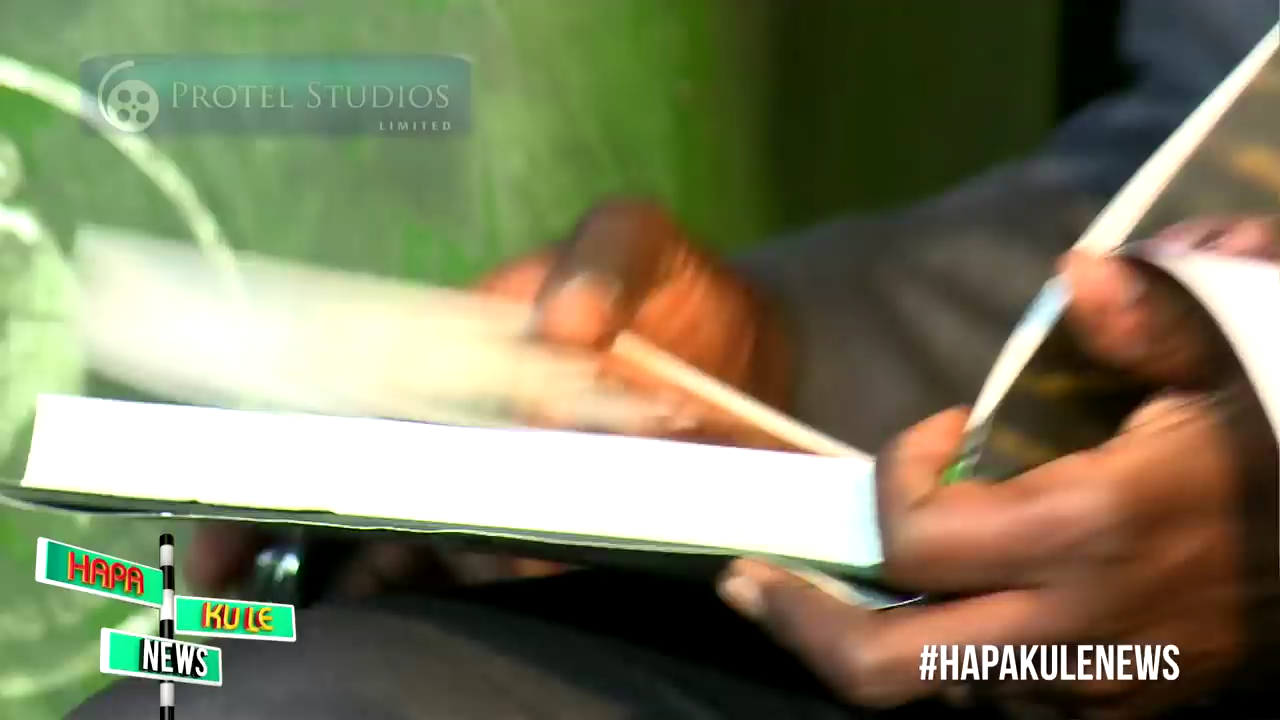 PROTEL STUDIOS
LIMITED
HAPA
KU LE
NEWS
#HAPAKULENEWS